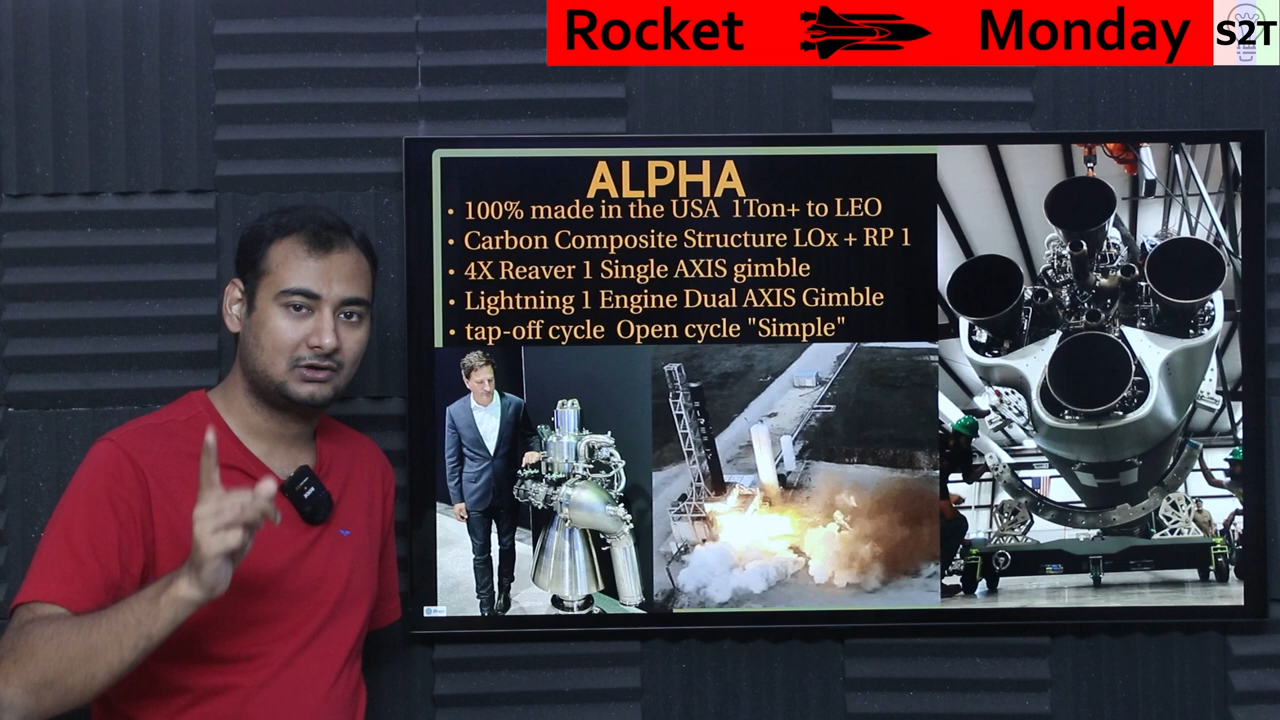 Rocket Monday S2T
ALPHA
• 100% made in the USA 1Ton+ to LEO
• Carbon Composite Structure LOx + RP 1
• 4X Reaver 1 Single AXIS gimble
• Lightning 1 Engine Dual AXIS Gimble
• tap-off cycle Open cycle "Simple"